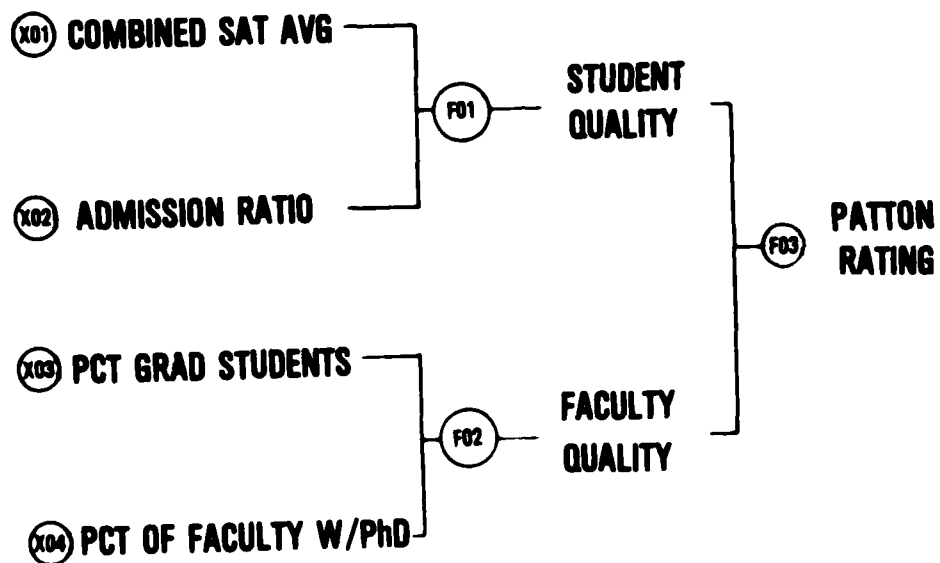 X01 COMBINED SAT AVG
F01
STUDENT
QUALITY
X02 ADMISSION RATIO
F03
PATTON
RATING
X03 PCT GRAD STUDENTS
F02
FACULTY
QUALITY
X04 PCT OF FACULTY W/PhD